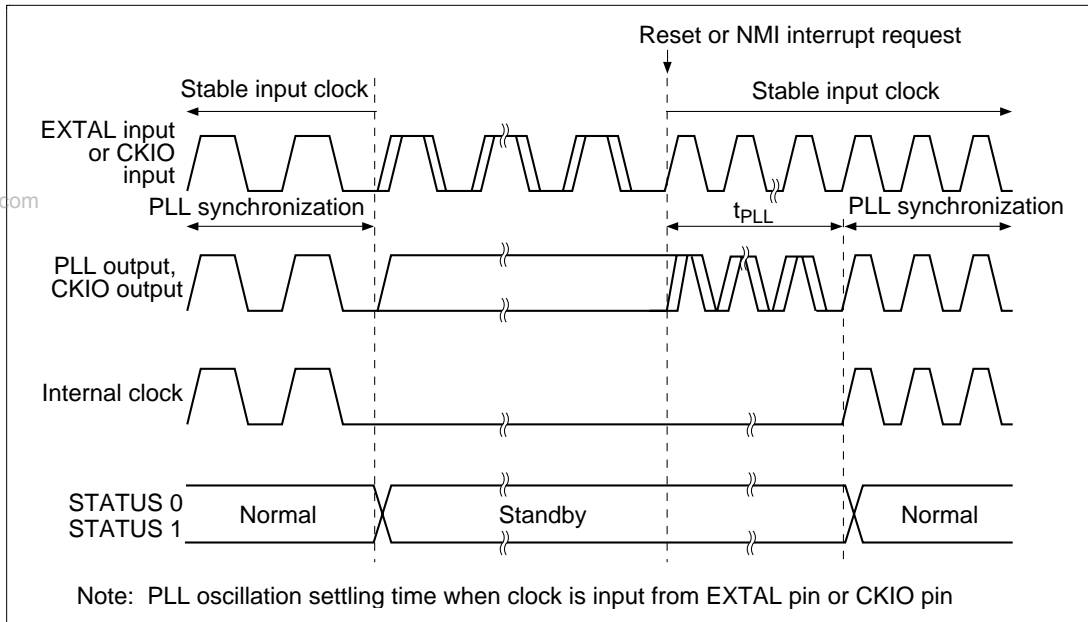 Reset or NMI interrupt request
Stable input clock
Stable input clock
EXTAL input
or CKIO
input
com
PLL synchronization
tPLL
PLL synchronization
PLL output,
CKIO output
Internal clock
STATUS 0
STATUS 1
Normal
Standby
Normal
Note: PLL oscillation settling time when clock is input from EXTAL pin or CKIO pin